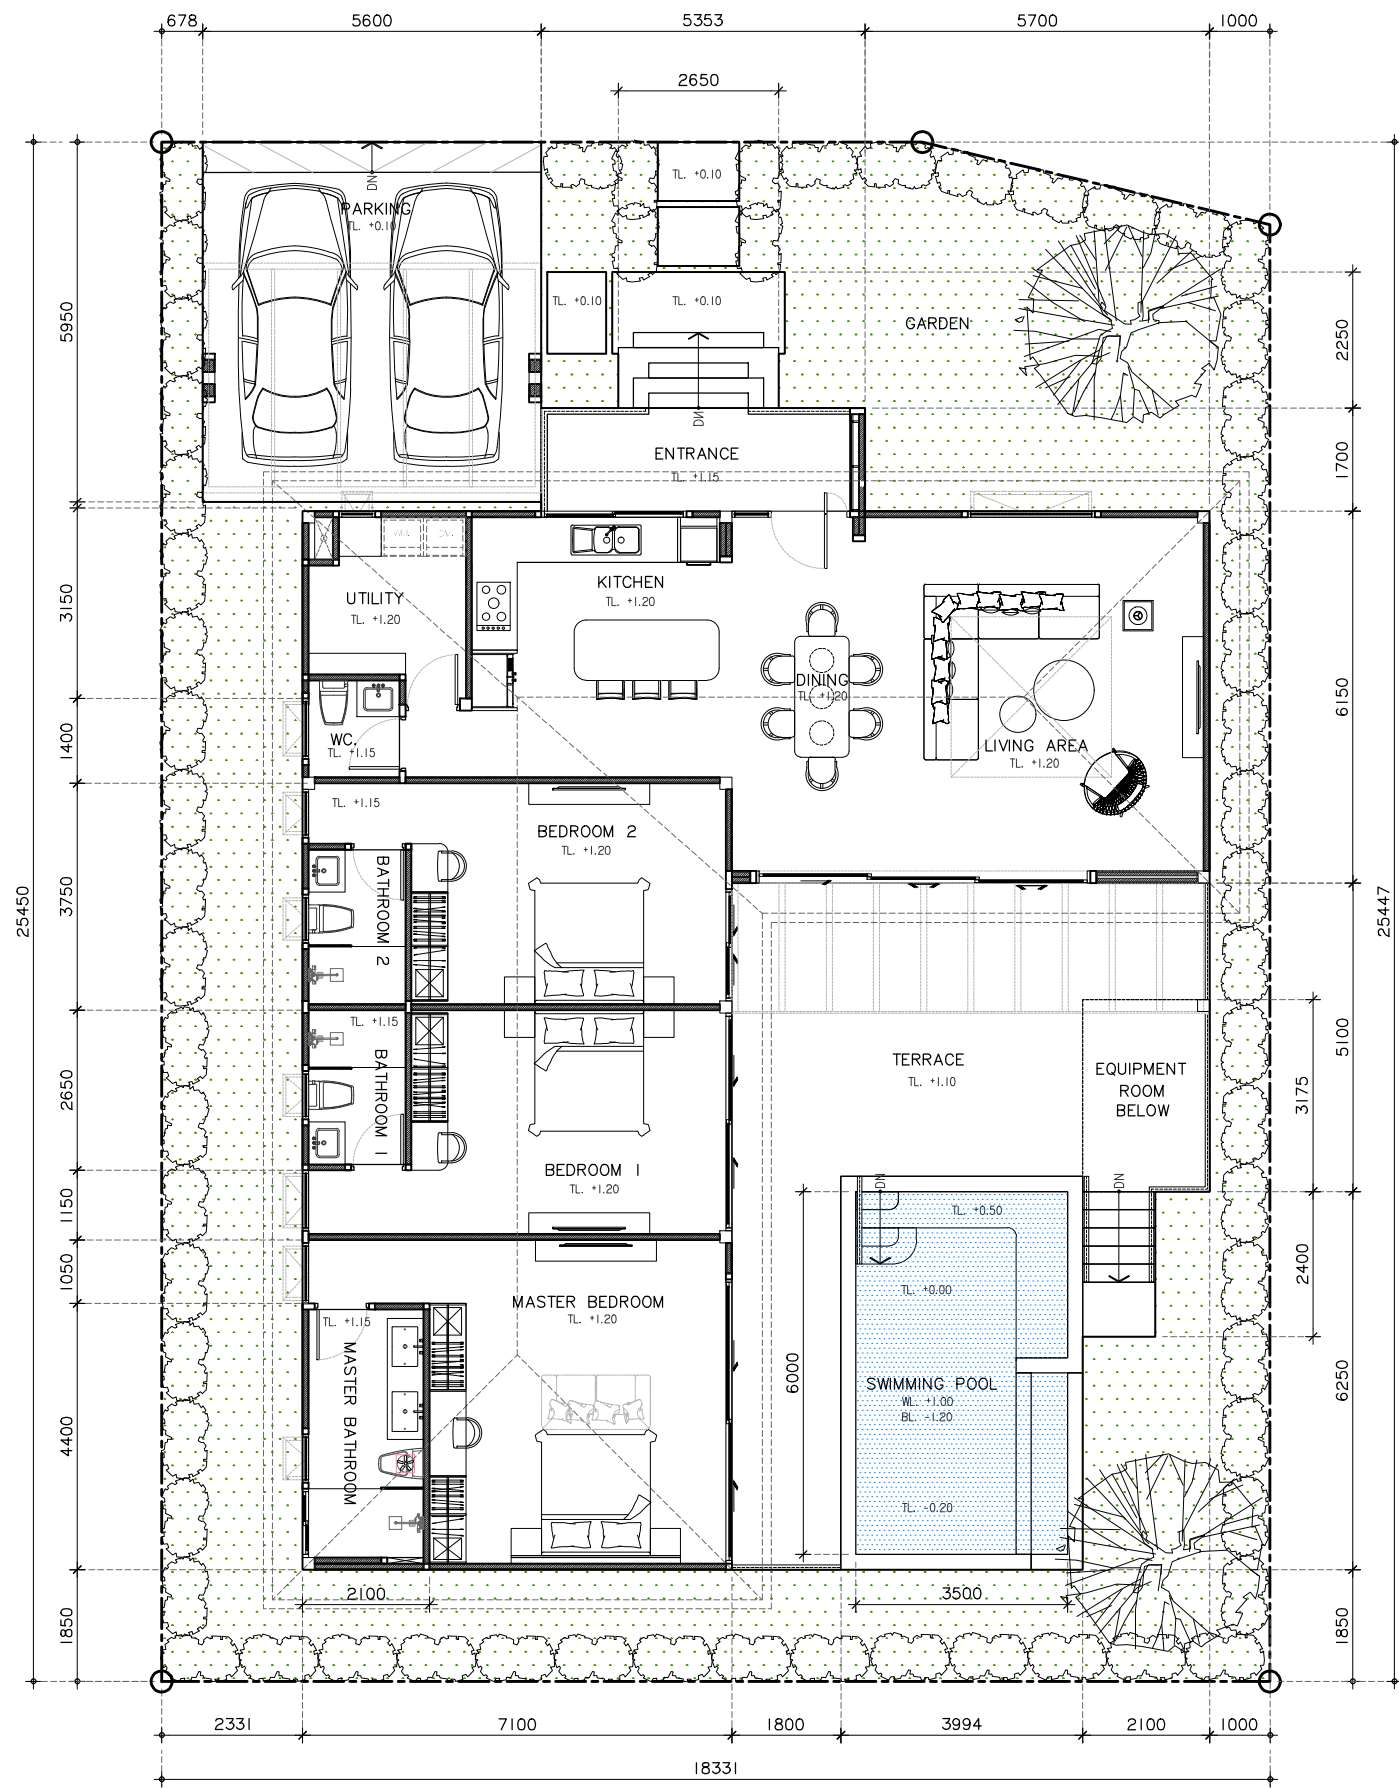 678
5600
5353
5700
1000
2650
TL. +0.10
DN
PARKING
TL. +0.10
TL. +0.10
TL. +0.10
5950
GARDEN
2250
DN
ENTRANCE
TL. +1.15
1700
KITCHEN
TL. +1.20
UTILITY
TL. +1.20
3150
DINING
TL. +1.20
6150
WC.
TL. +1.15
1400
LIVING AREA
TL. +1.20
TL. +1.15
BEDROOM 2
TL. +1.20
BATHROOM 2
3750
25450
25447
TL. +1.15
BATHROOM 1
2650
TERRACE
TL. +1.10
EQUIPMENT
ROOM
BELOW
5100
3175
BEDROOM 1
TL. +1.20
DN
DN
1150
TL. +0.50
1050
2400
TL. +0.00
MASTER BEDROOM
TL. +1.20
TL. +1.15
MASTER BATHROOM
6000
SWIMMING POOL
WL. +1.00
BL. -1.20
6250
4400
TL. -0.20
2100
3500
1850
1850
2331
7100
1800
3994
2100
1000
18331